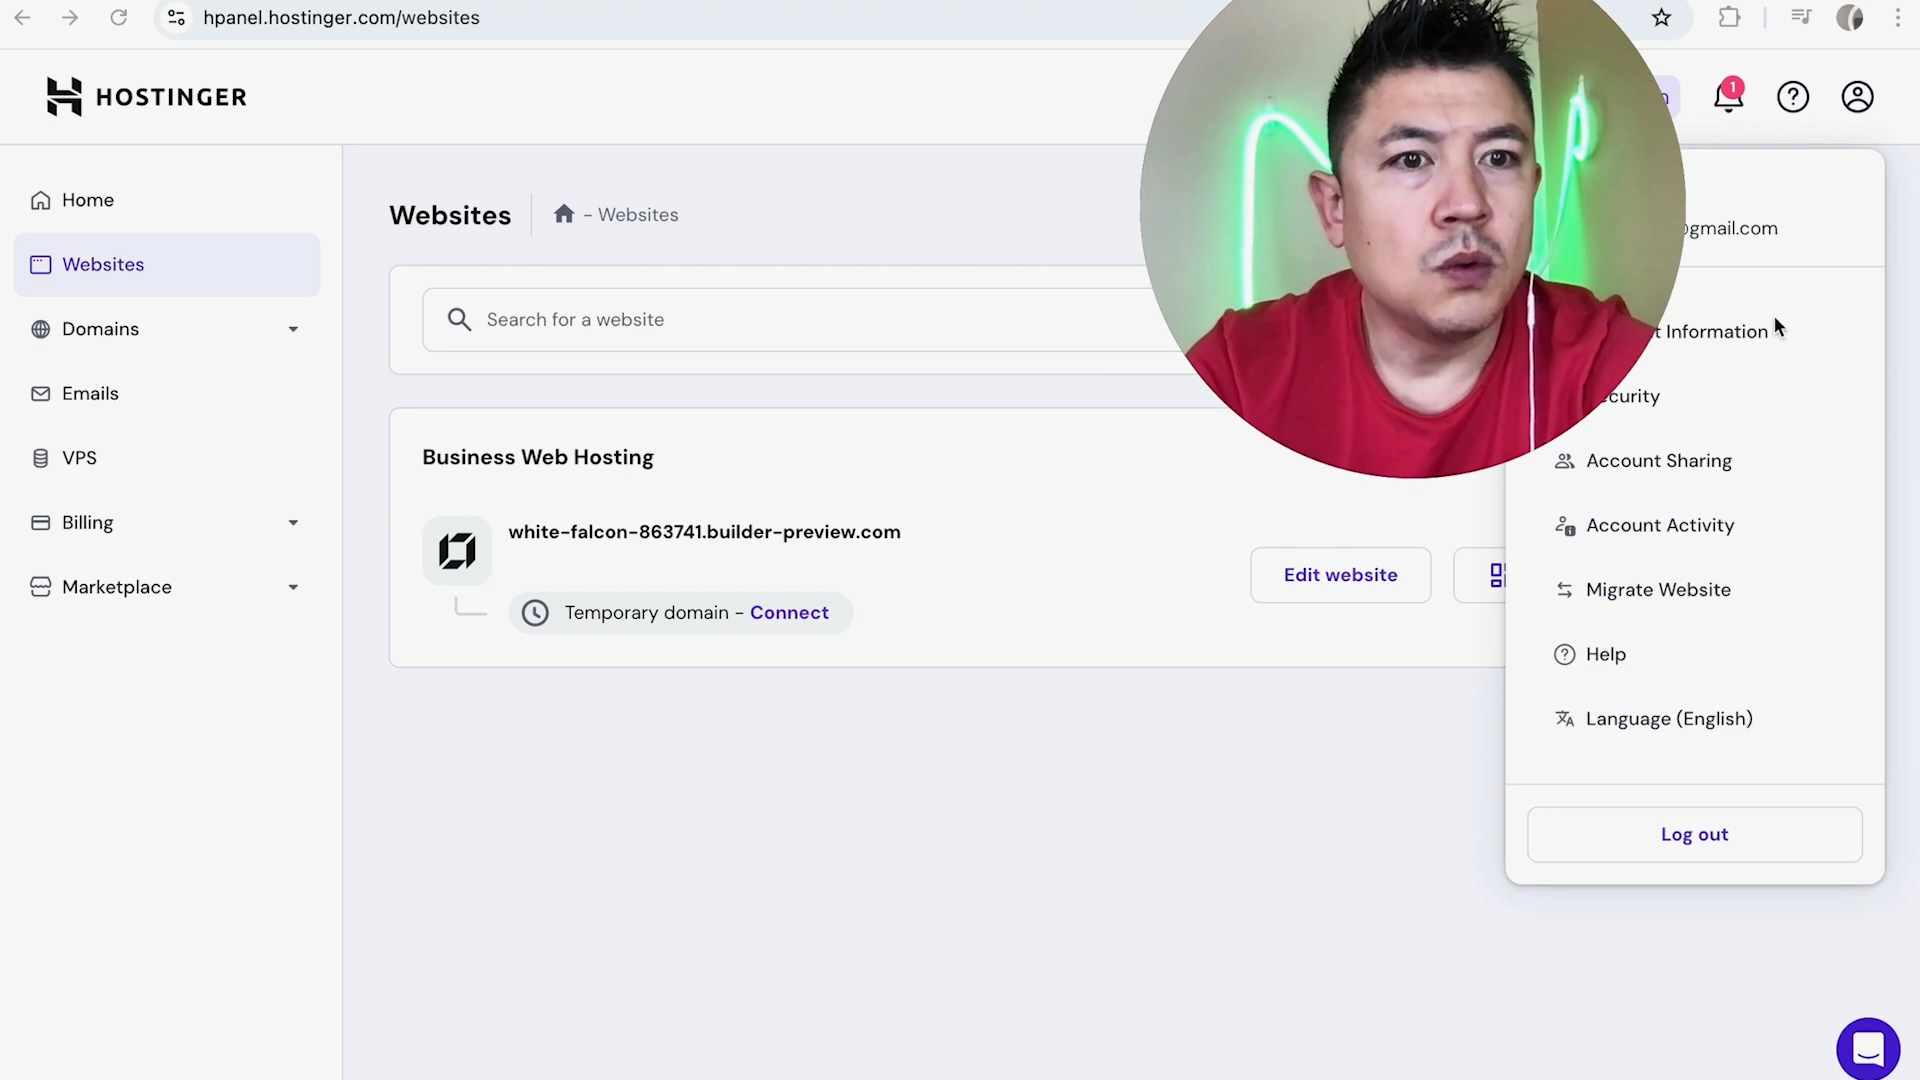 hpanel.hostinger.com/websites
HOSTINGER
1
Home
Websites
Domains
Emails
VPS
Billing
Marketplace
Websites
- Websites
Search for a website
Business Web Hosting
white-falcon-863741.builder-preview.com
Temporary domain - Connect
Edit website
@gmail.com
Information
Account Sharing
Account Activity
Migrate Website
Help
Language (English)
Log out